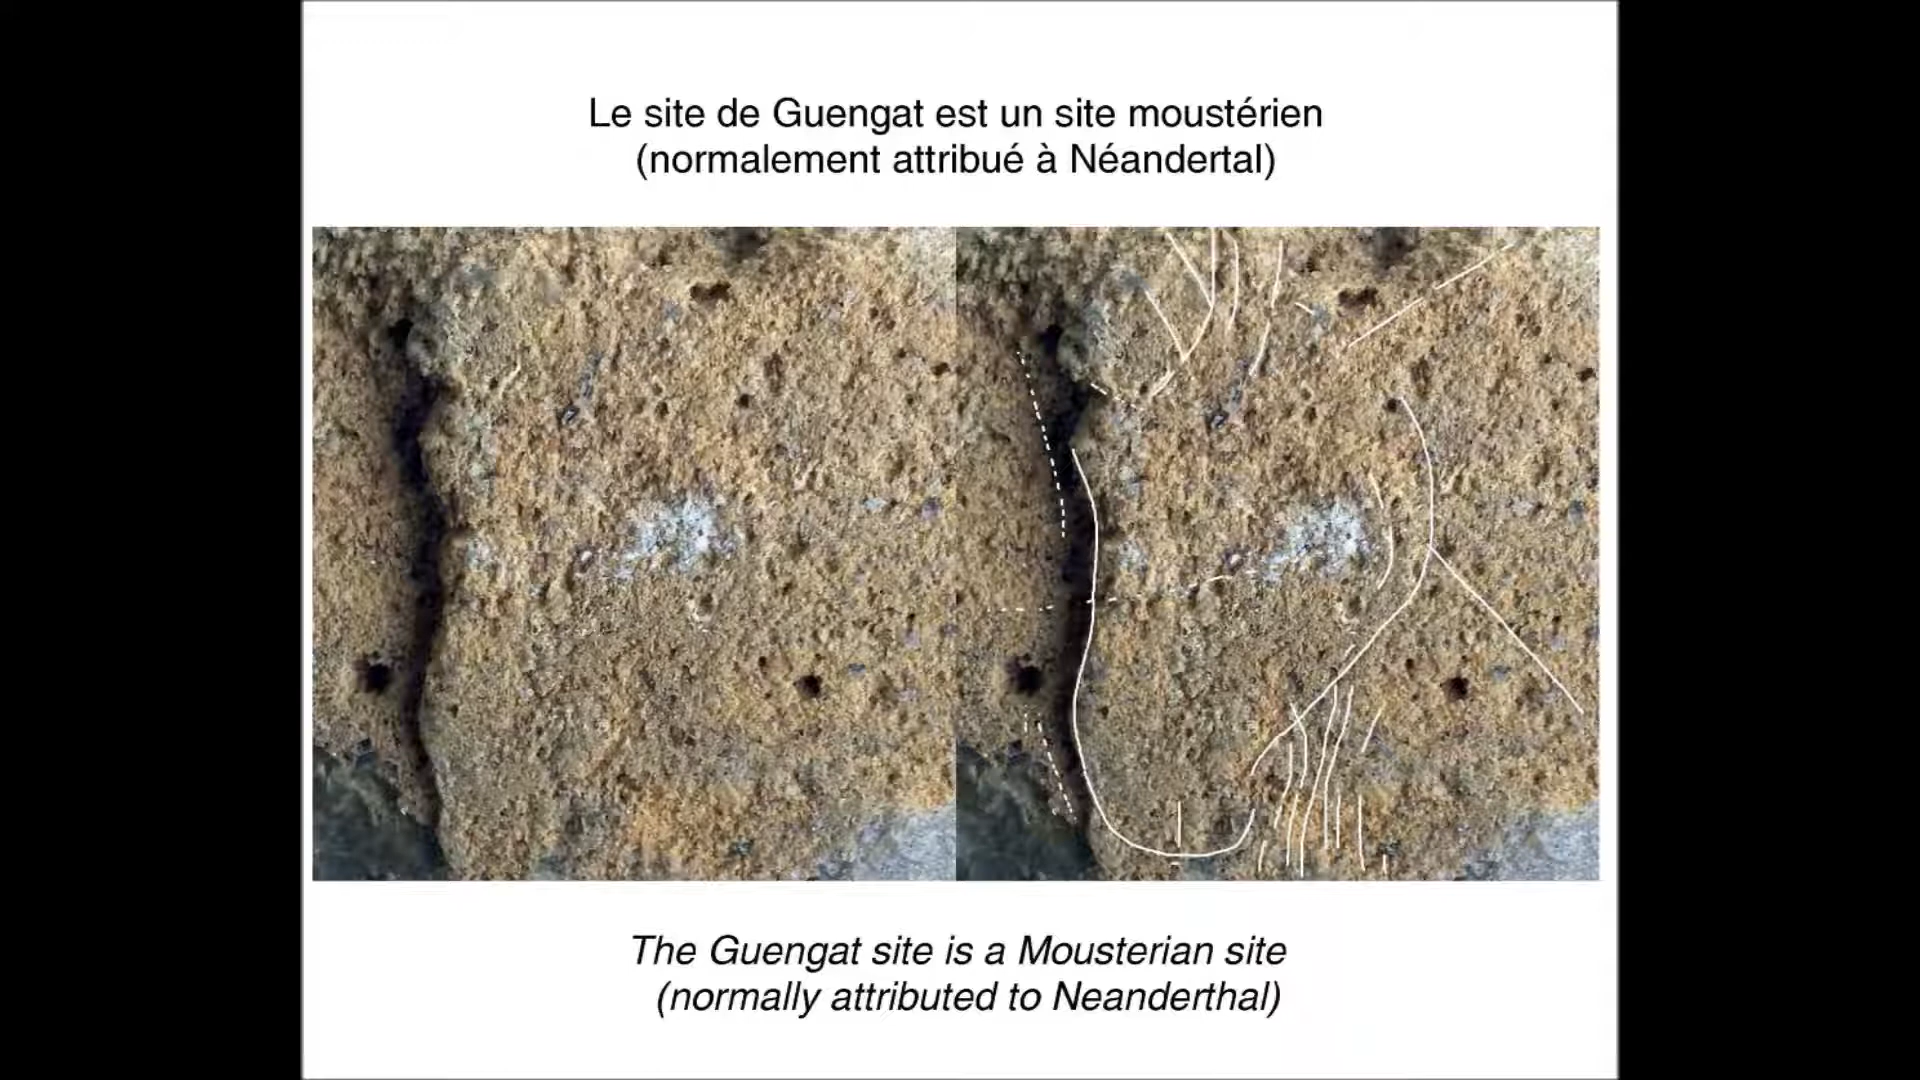 Le site de Guengat est un site moustérien
(normalement attribué à Néandertal)
The Guengat site is a Mousterian site
(normally attributed to Neanderthal)